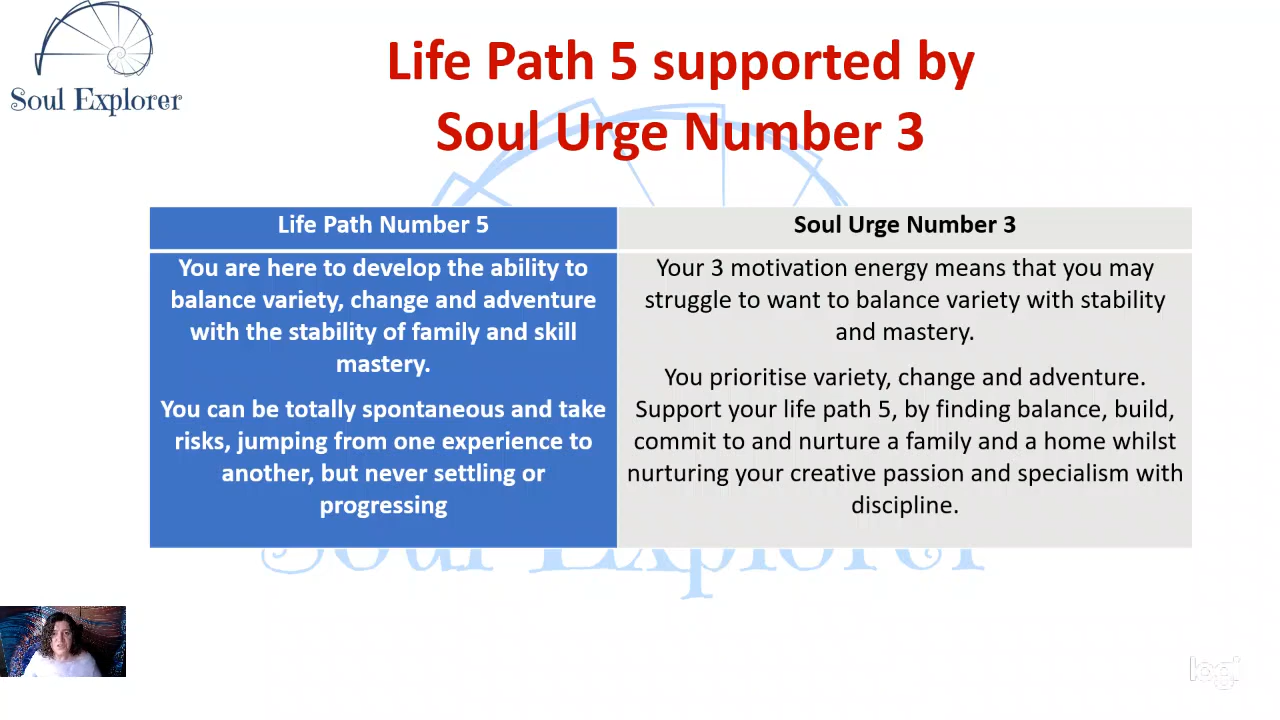 Soul Explorer
Life Path 5 supported by
Soul Urge Number 3
Life Path Number 5
You are here to develop the ability to
balance variety, change and adventure
with the stability of family and skill
mastery.
You can be totally spontaneous and take
risks, jumping from one experience to
another, but never settling or
progressing
Soul Urge Number 3
Your 3 motivation energy means that you may
struggle to want to balance variety with stability
and mastery.
You prioritise variety, change and adventure.
Support your life path 5, by finding balance, build,
commit to and nurture a family and a home whilst
nurturing your creative passion and specialism with
discipline.
Soul Explorer